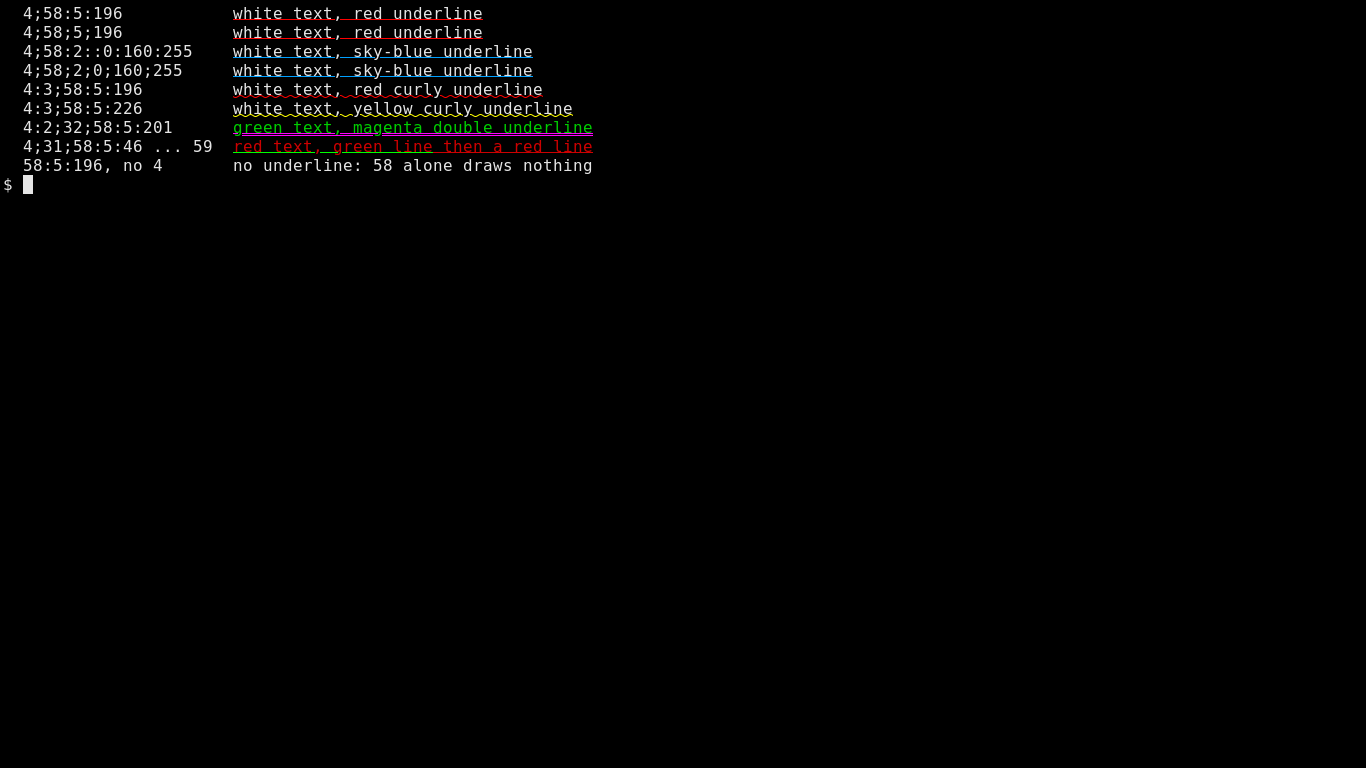 4;58:5:196 white text, red underline
4;58;5;196 white text, red underline
4;58:2::0:160:255 white text, sky-blue underline
4;58;2;0;160;255 white text, sky-blue underline
4:3;58:5:196 white text, red curly underline
4:3;58:5:226 white text, yellow curly underline
4:2;32;58:5:201 green text, magenta double underline
4;31;58:5:46 ... 59 red text, green line then a red line
58:5:196, no 4 no underline: 58 alone draws nothing
$